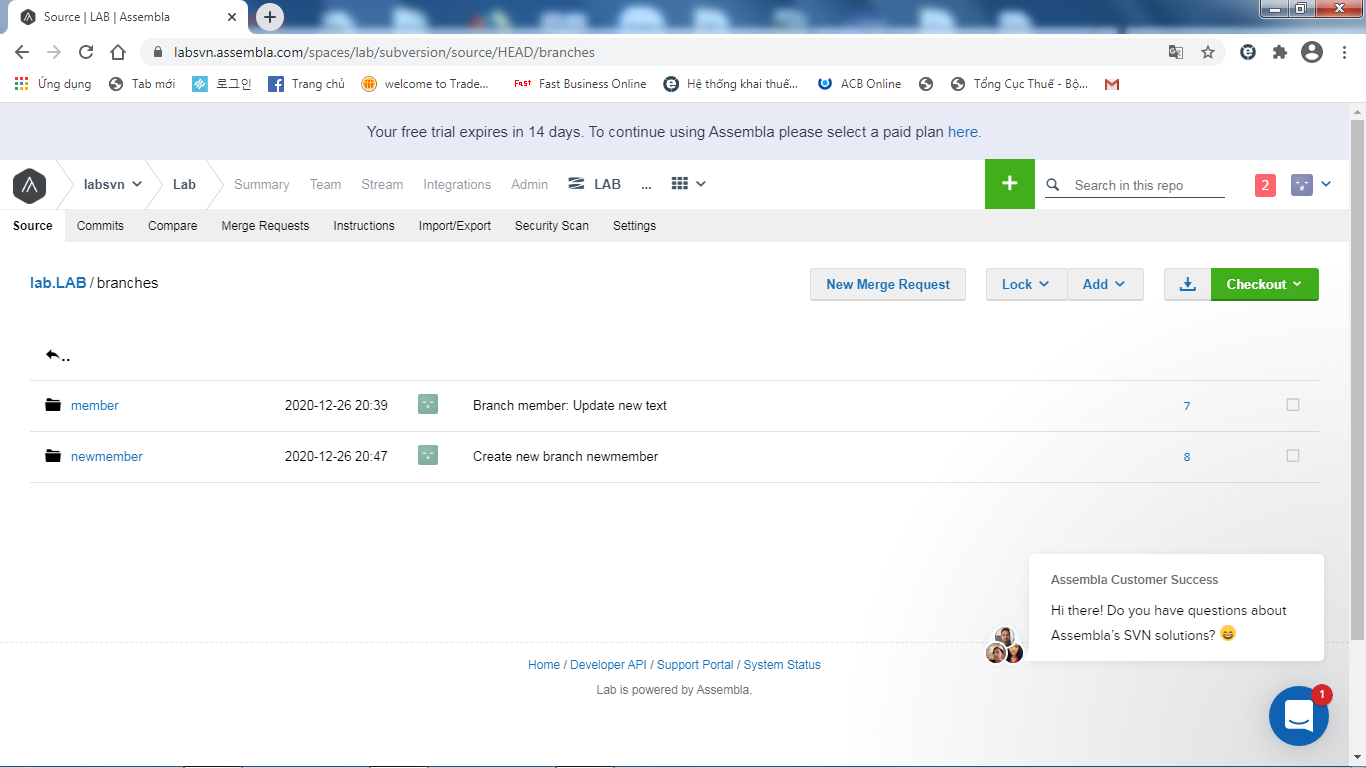 Source | LAB | Assembla
labsvn.assembla.com/spaces/lab/subversion/source/HEAD/branches
Ứng dụng Tab mới 로그인 Trang chủ welcome to Trade... Fast Fast Business Online Hệ thống khai thuế... ACB Online Tổng Cục Thuế - Bộ...
Your free trial expires in 14 days. To continue using Assembla please select a paid plan here.
labsvn Lab Summary Team Stream Integrations Admin LAB ... + Search in this repo 2
Source Commits Compare Merge Requests Instructions Import/Export Security Scan Settings
lab.LAB / branches New Merge Request Lock Add Checkout
..
member 2020-12-26 20:39 Branch member: Update new text 7
newmember 2020-12-26 20:47 Create new branch newmember 8
Assembla Customer Success
Hi there! Do you have questions about
Assembla's SVN solutions? 😄
Home / Developer API / Support Portal / System Status
Lab is powered by Assembla.
1